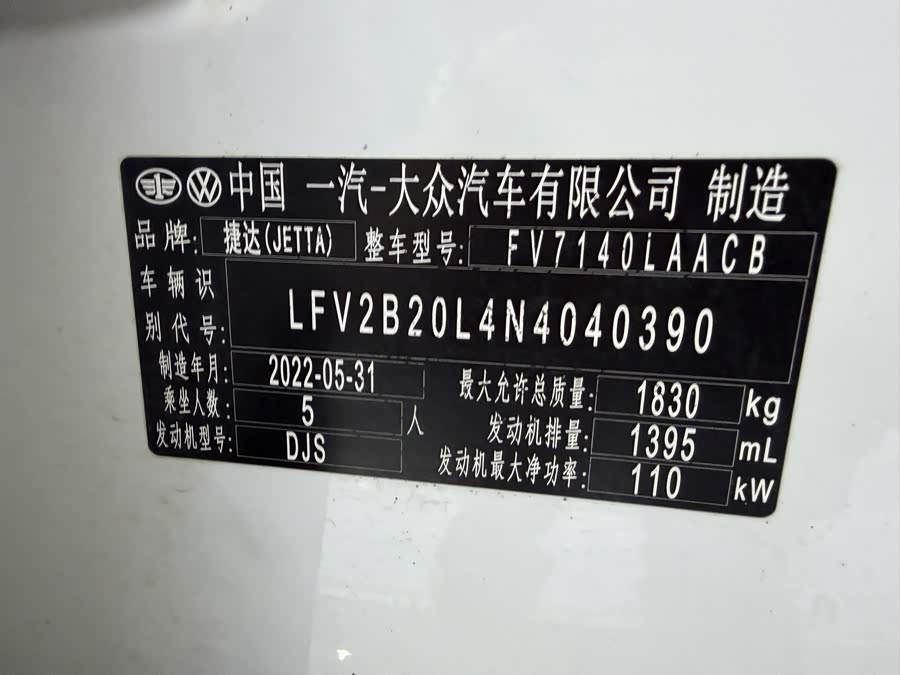 中国 一汽-大众汽车有限公司 制造
品牌: 捷达(JETTA) 整车型号: FV7140LAACB
车辆识别代号: LFV2B20L4N4040390
制造年月: 2022-05-31 最大允许总质量: 1830 kg
乘坐人数: 5 人 发动机排量: 1395 mL
发动机型号: DJS 发动机最大净功率: 110 kW